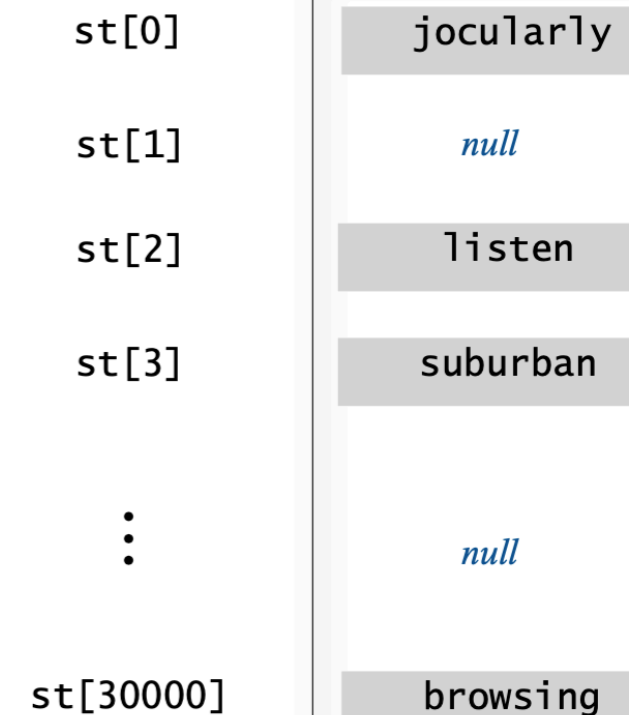 st[0] jocularly
st[1] null
st[2] listen
st[3] suburban
⋮ null
st[30000] browsing